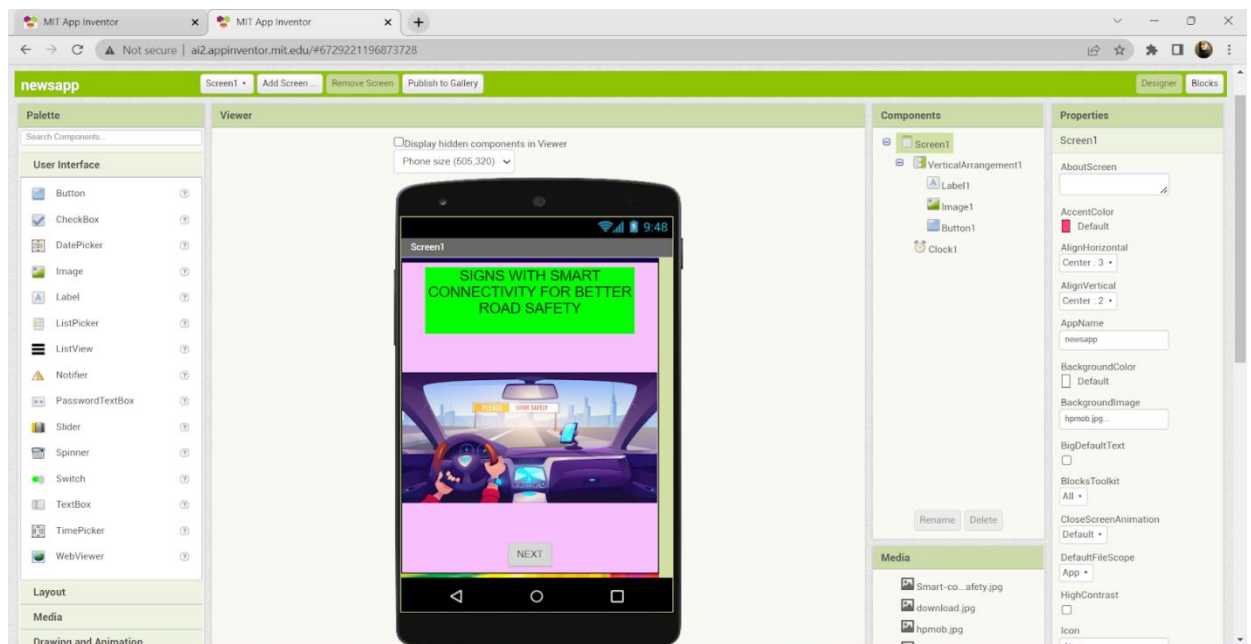 MIT App Inventor
MIT App Inventor
Not secure | ai2.appinventor.mit.edu/#6729221196873728
newsapp
Screen1
Add Screen ...
Remove Screen
Publish to Gallery
Designer
Blocks
Palette
Search Components...
User Interface
Button
CheckBox
DatePicker
Image
Label
ListPicker
ListView
Notifier
PasswordTextBox
Slider
Spinner
Switch
TextBox
TimePicker
WebViewer
Layout
Media
Drawing and Animation
Viewer
Display hidden components in Viewer
Phone size (505,320)
9:48
Screen1
SIGNS WITH SMART
CONNECTIVITY FOR BETTER
ROAD SAFETY
PLEASE DRIVE SAFELY
NEXT
Components
Screen1
VerticalArrangement1
Label1
Image1
Button1
Clock1
Rename
Delete
Media
Smart-co...afety.jpg
download.jpg
hpmob.jpg
Properties
Screen1
AboutScreen
AccentColor
Default
AlignHorizontal
Center : 3
AlignVertical
Center : 2
AppName
newsapp
BackgroundColor
Default
BackgroundImage
hpmob.jpg...
BigDefaultText
BlocksToolkit
All
CloseScreenAnimation
Default
DefaultFileScope
App
HighContrast
Icon